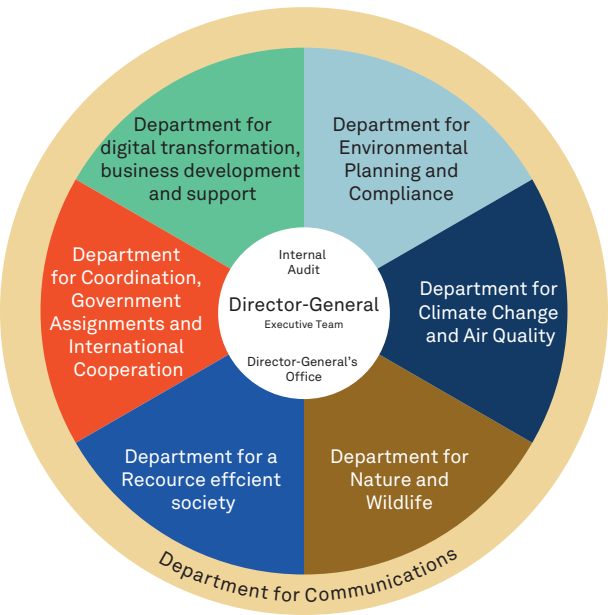 Department for
digital transformation,
business development
and support
Department for
Environmental
Planning and
Compliance
Department
for Coordination,
Government
Assignments and
International
Cooperation
Internal
Audit
Director-General
Executive Team
Director-General's
Office
Department for
Climate Change
and Air Quality
Department for a
Recource effcient
society
Department for
Nature and
Wildlife
Department for Communications